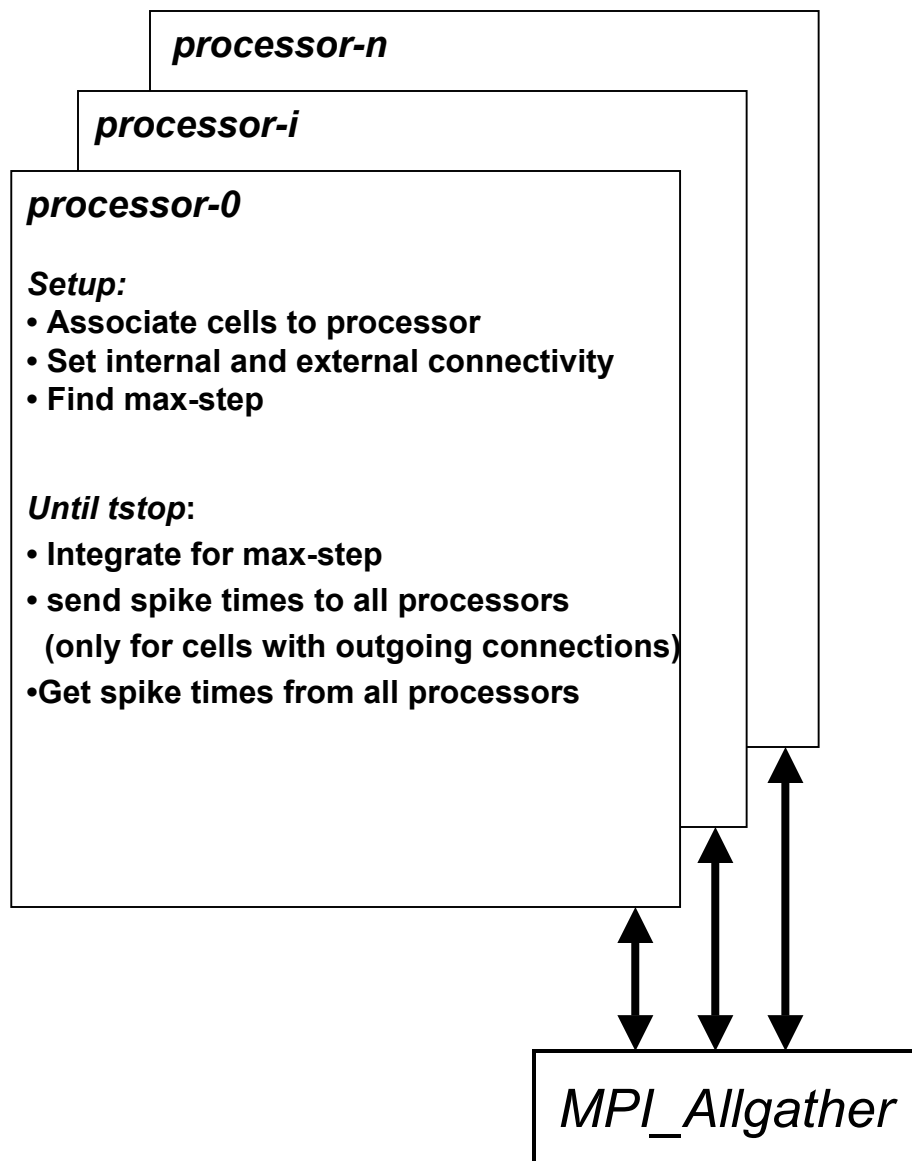 processor-n
processor-i
processor-0
Setup:
• Associate cells to processor
• Set internal and external connectivity
• Find max-step
Until tstop:
• Integrate for max-step
• send spike times to all processors
(only for cells with outgoing connections)
•Get spike times from all processors
MPI_Allgather